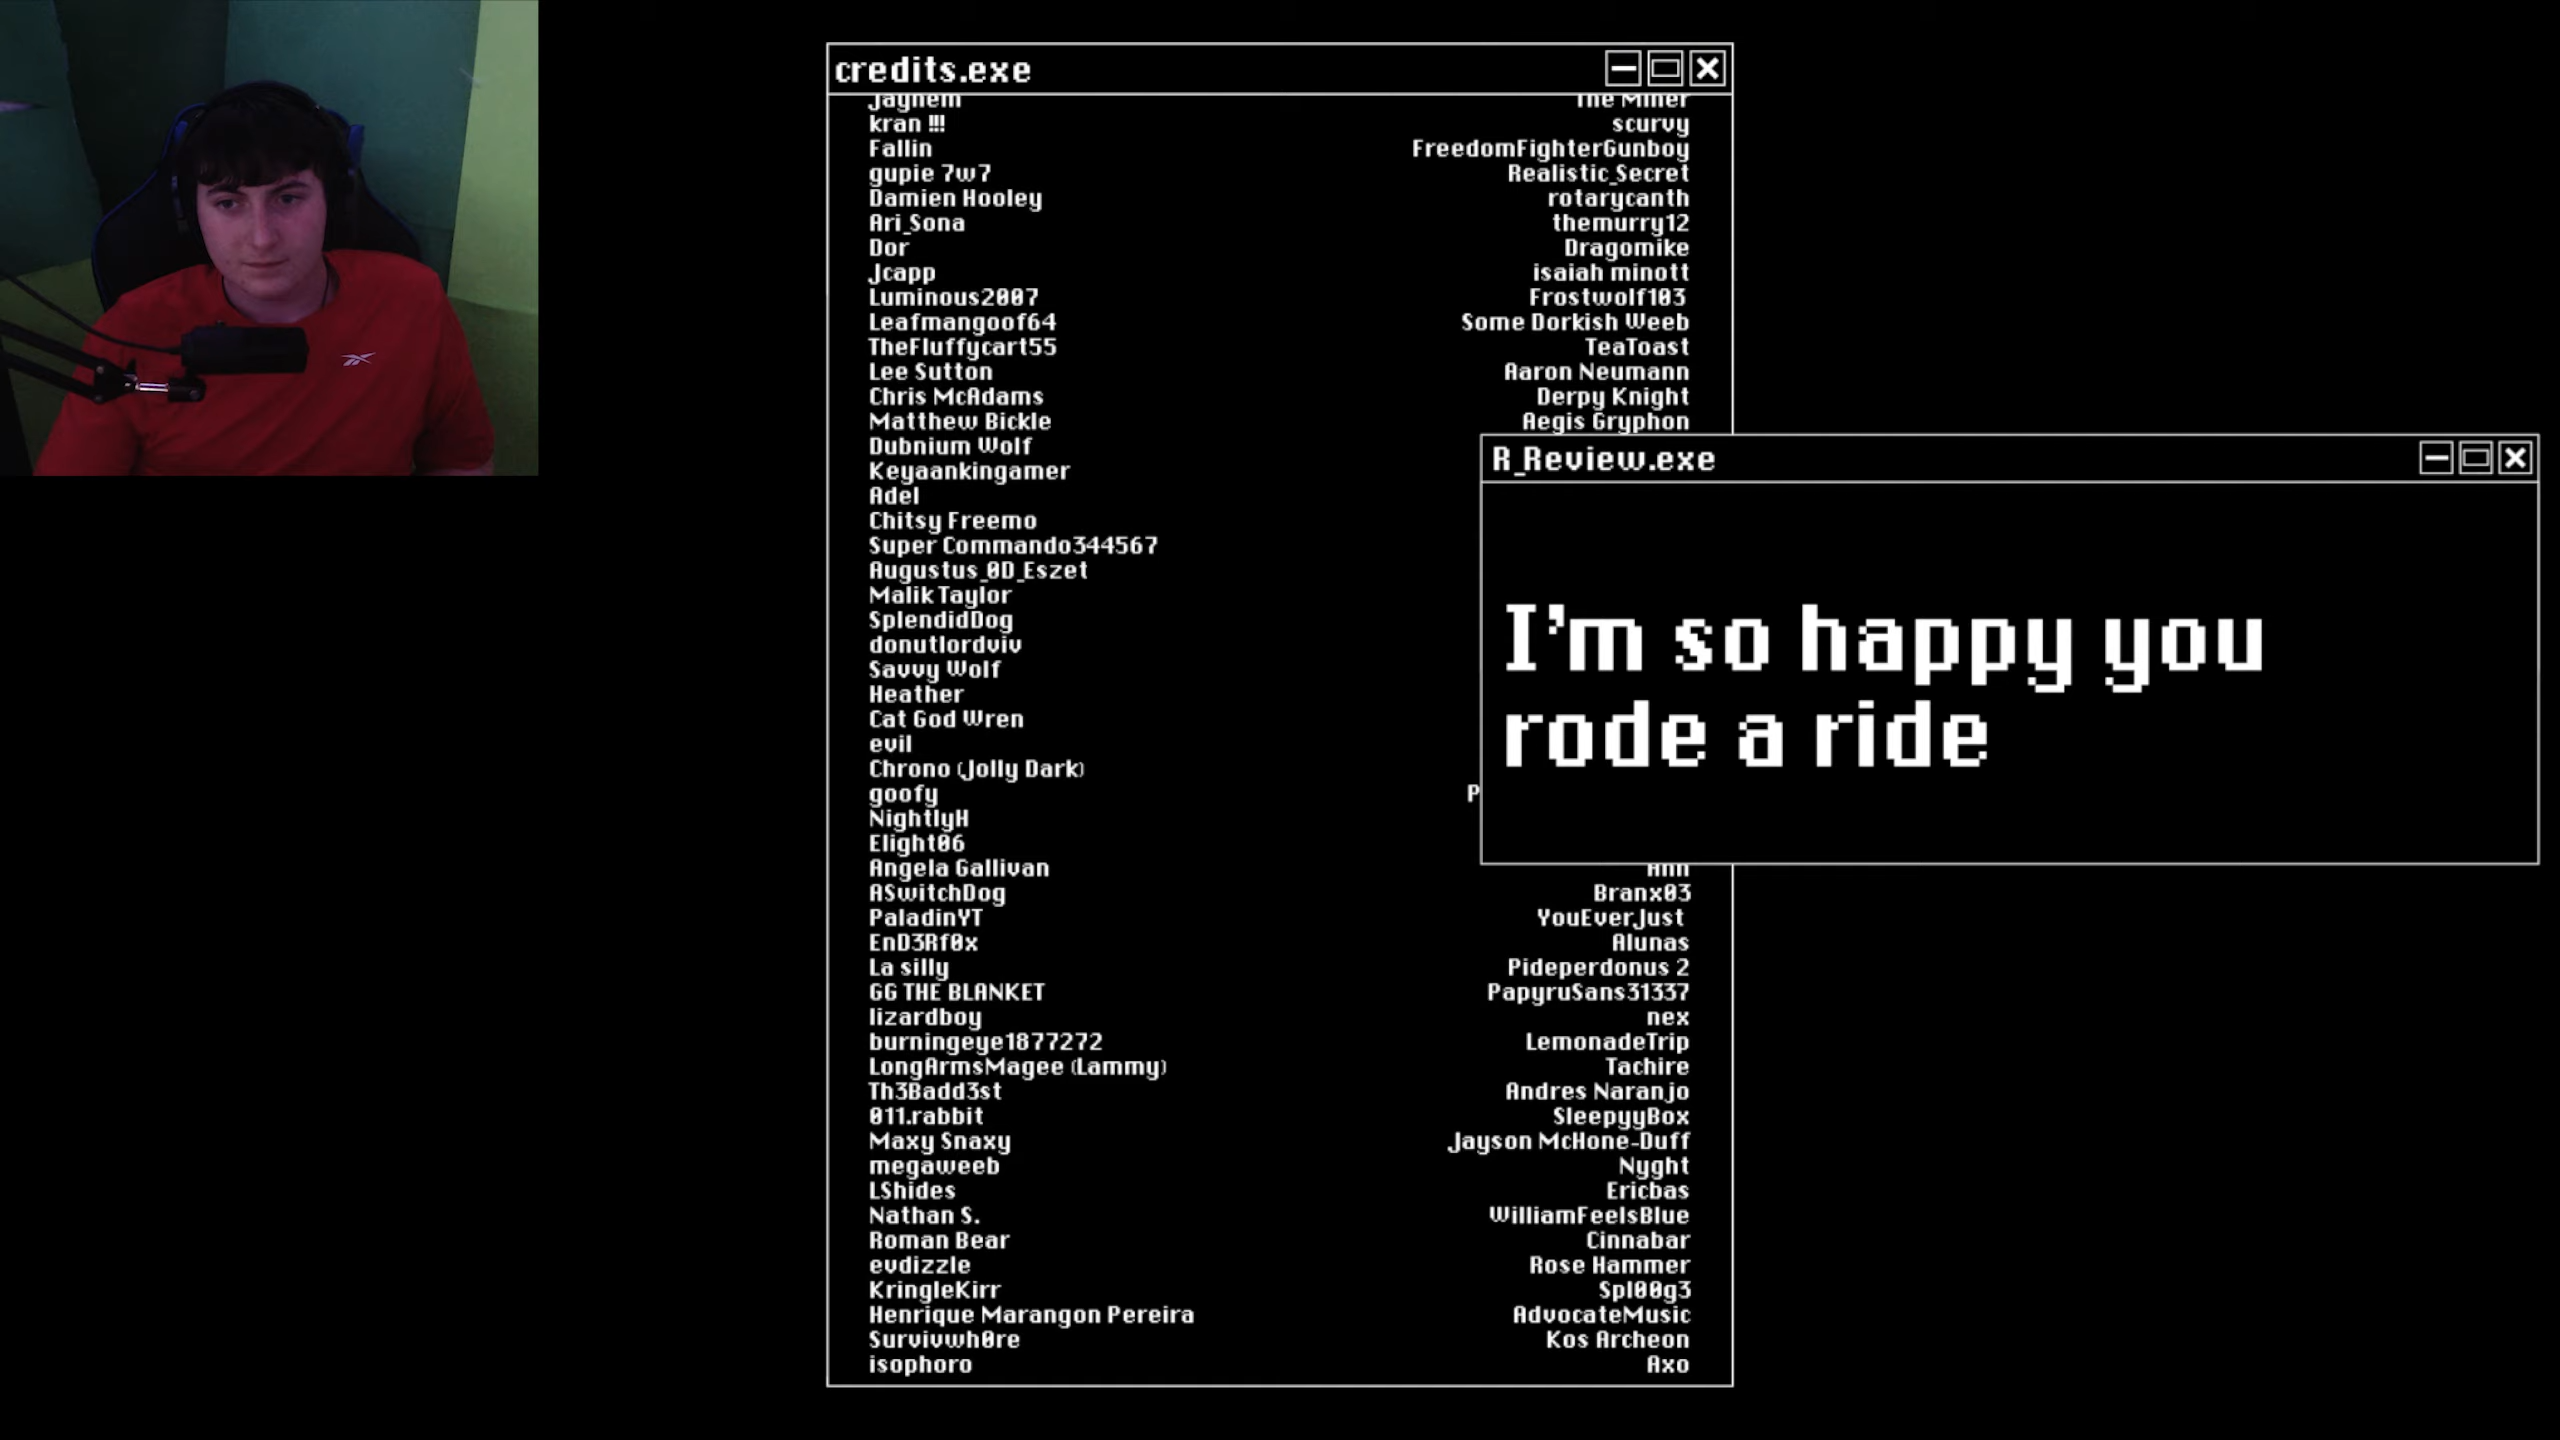 credits.exe
Jayhem The Miner
kran !!! scurvy
Fallin FreedomFighterGunboy
gupie 7w7 Realistic_Secret
Damien Hooley rotarycanth
Ari_Sona themurry12
Dor Dragomike
Jcapp isaiah minott
Luminous2007 Frostwolf103
Leafmangoof64 Some Dorkish Weeb
TheFluffycart55 TeaToast
Lee Sutton Aaron Neumann
Chris McAdams Derpy Knight
Matthew Bickle Aegis Gryphon
Dubnium Wolf
Keyaankingamer
Adel
Chitsy Freemo
Super Commando344567
Augustus_0D_Eszet
Malik Taylor
SplendidDog
donutlordviv
Savvy Wolf
Heather
Cat God Wren
evil
Chrono (Jolly Dark)
goofy P
NightlyH
Elight06
Angela Gallivan Ann
ASwitchDog Branx03
PaladinYT YouEverJust
EnD3Rf0x Alunas
La silly Pideperdonus 2
GG THE BLANKET PapyruSans31337
lizardboy nex
burningeye1877272 LemonadeTrip
LongArmsMagee (Lammy) Tachire
Th3Badd3st Andres Naranjo
011.rabbit SleepyyBox
Maxy Snaxy Jayson McHone-Duff
megaweeb Nyght
LShides Ericbas
Nathan S. WilliamFeelsBlue
Roman Bear Cinnabar
evdizzle Rose Hammer
KringleKirr Spl00g3
Henrique Marangon Pereira AdvocateMusic
Survivwh0re Kos Archeon
isophoro Axo
R_Review.exe
I'm so happy you
rode a ride